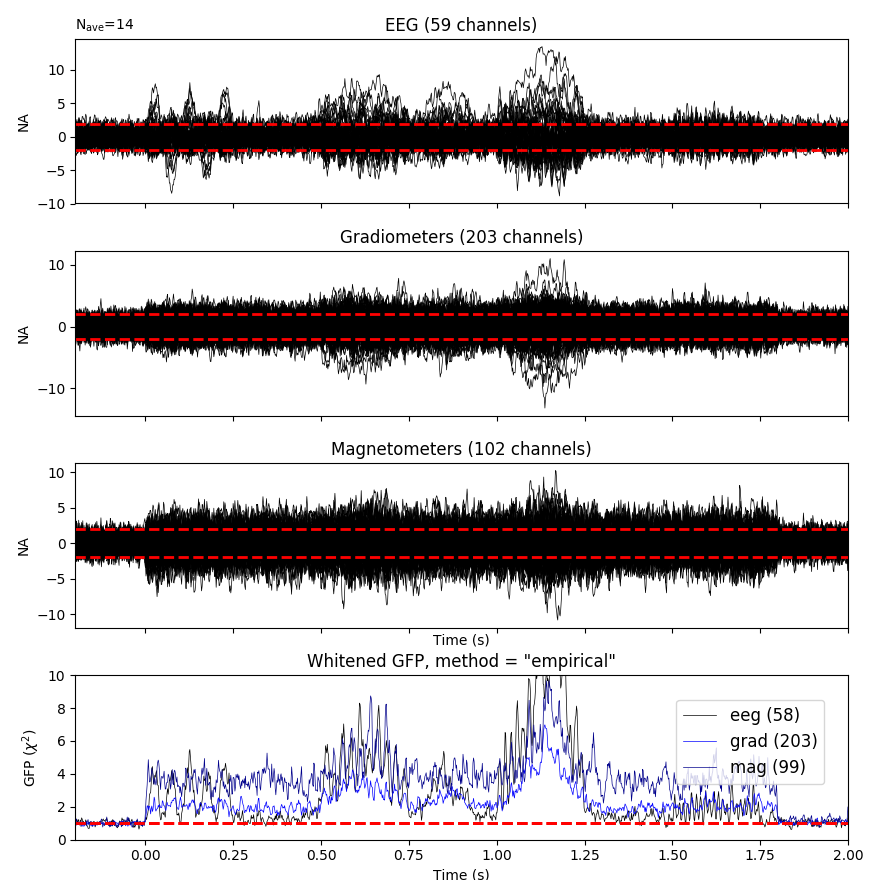 N_ave=14
EEG (59 channels)
10
5
0
−5
−10
NA
Gradiometers (203 channels)
10
0
−10
NA
Magnetometers (102 channels)
10
5
0
−5
−10
NA
Time (s)
Whitened GFP, method = "empirical"
10
8
6
4
2
0
GFP (χ²)
eeg (58)
grad (203)
mag (99)
0.00 0.25 0.50 0.75 1.00 1.25 1.50 1.75 2.00
Time (s)